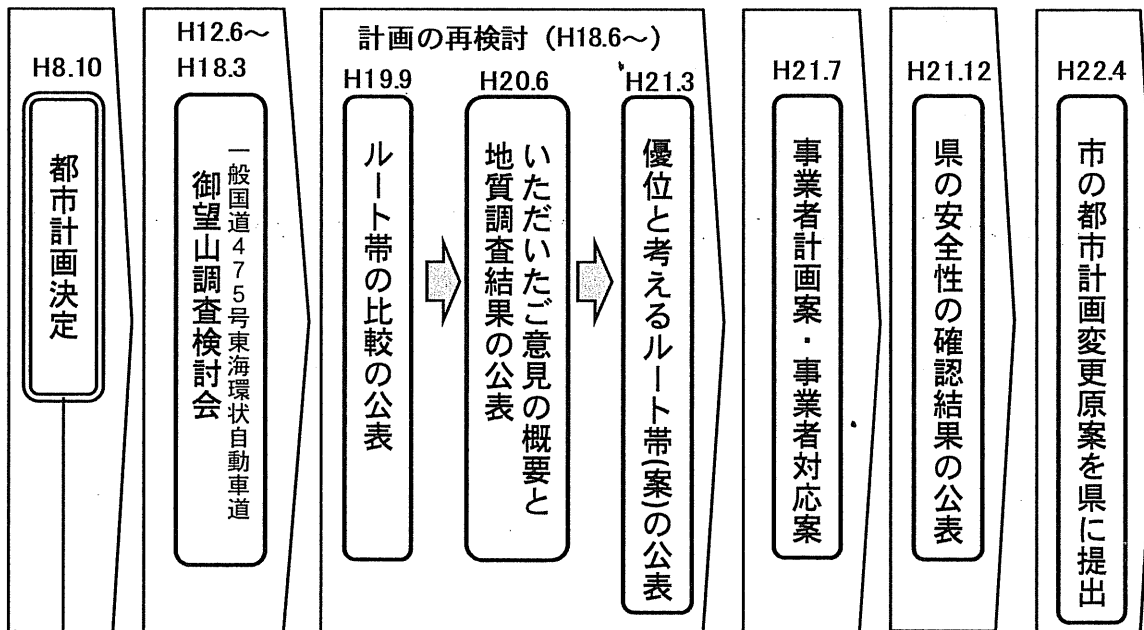 H8.10
都市計画決定
H12.6～
H18.3
一般国道475号東海環状自動車道
御望山調査検討会
計画の再検討（H18.6～）
H19.9
ルート帯の比較の公表
H20.6
いただいたご意見の概要と
地質調査結果の公表
H21.3
優位と考えるルート帯(案)の公表
H21.7
事業者計画案・事業者対応案
H21.12
県の安全性の確認結果の公表
H22.4
市の都市計画変更原案を県に提出